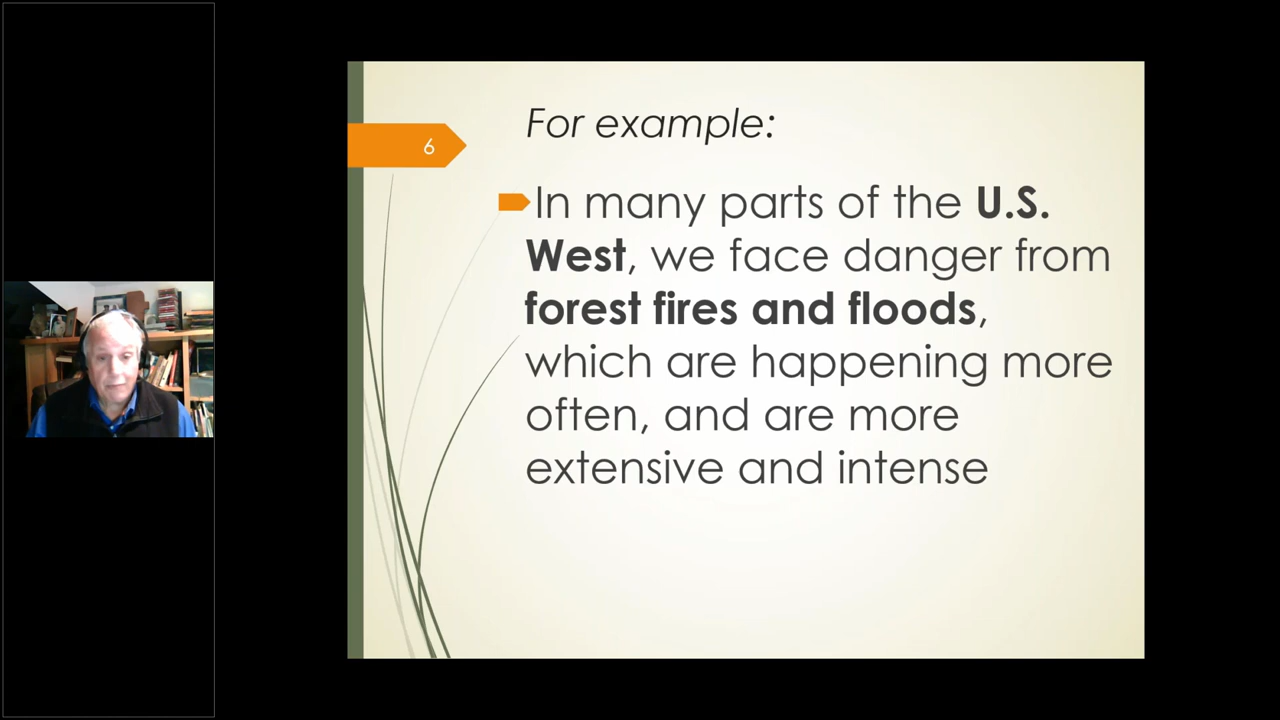 For example:
6
In many parts of the U.S.
West, we face danger from
forest fires and floods,
which are happening more
often, and are more
extensive and intense